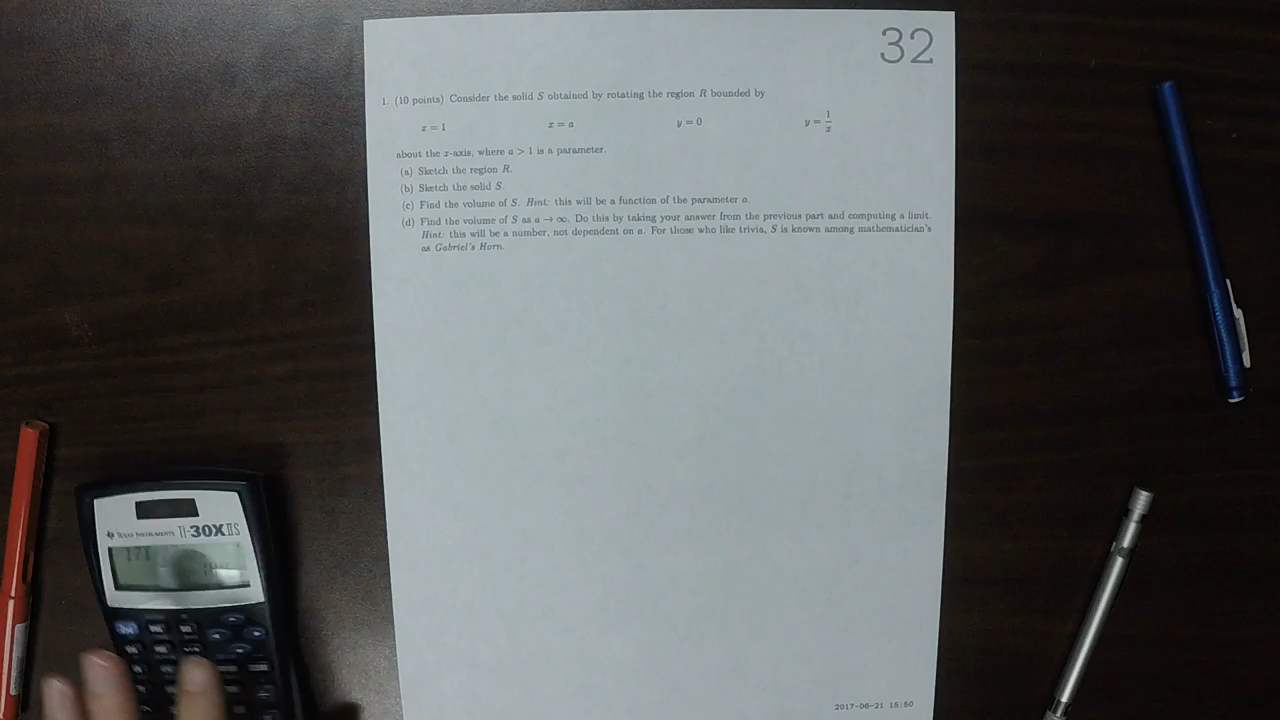 32
1. (10 points) Consider the solid S obtained by rotating the region R bounded by
x = 1 x = a y = 0 y = 1/x
about the x-axis, where a > 1 is a parameter.
(a) Sketch the region R.
(b) Sketch the solid S.
(c) Find the volume of S. Hint: this will be a function of the parameter a.
(d) Find the volume of S as a → ∞. Do this by taking your answer from the previous part and computing a limit.
Hint: this will be a number, not dependent on a. For those who like trivia, S is known among mathematician's
as Gabriel's Horn.
TEXAS INSTRUMENTS TI-30X IIS
2017-06-21 15:50